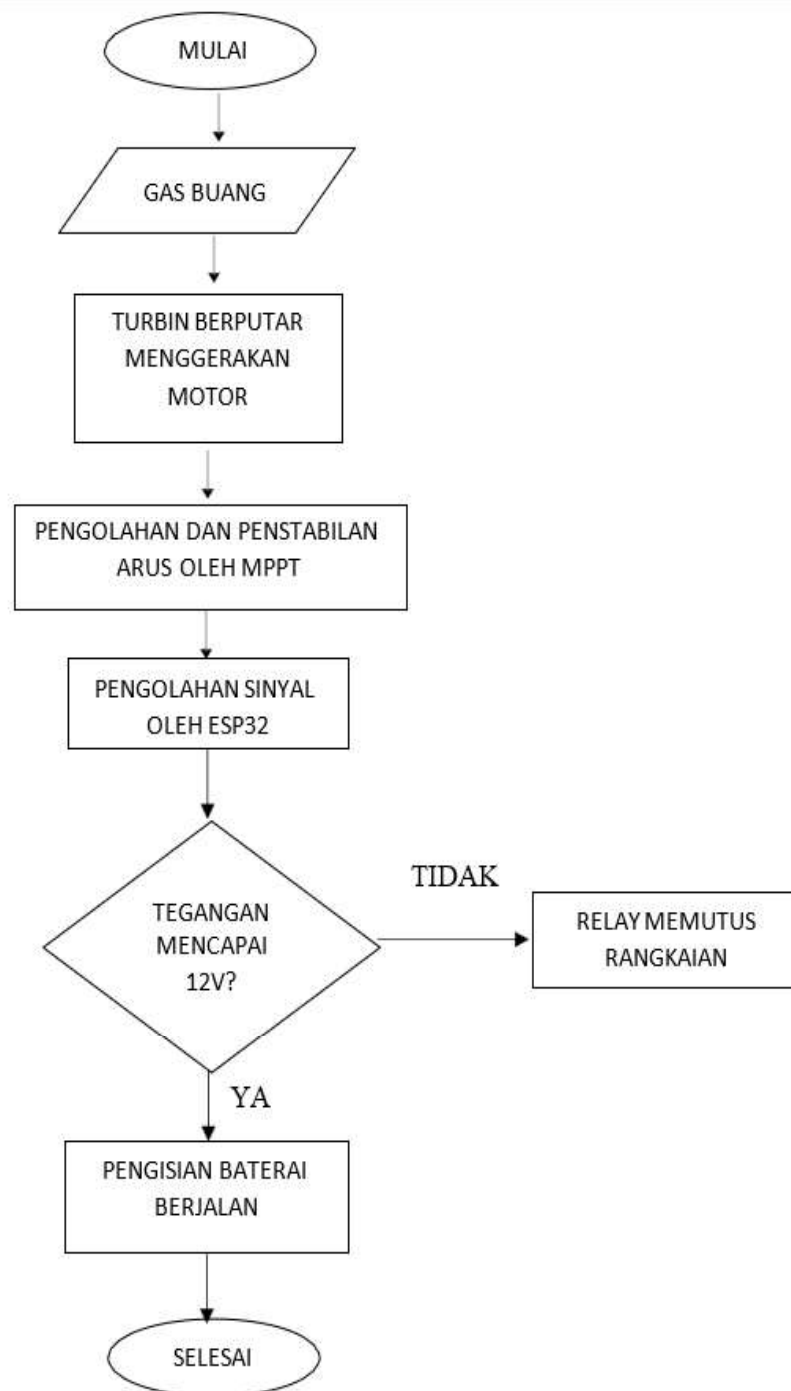 MULAI
GAS BUANG
TURBIN BERPUTAR
MENGGERAKAN
MOTOR
PENGOLAHAN DAN PENSTABILAN
ARUS OLEH MPPT
PENGOLAHAN SINYAL
OLEH ESP32
TEGANGAN
MENCAPAI
12V?
TIDAK
RELAY MEMUTUS
RANGKAIAN
YA
PENGISIAN BATERAI
BERJALAN
SELESAI